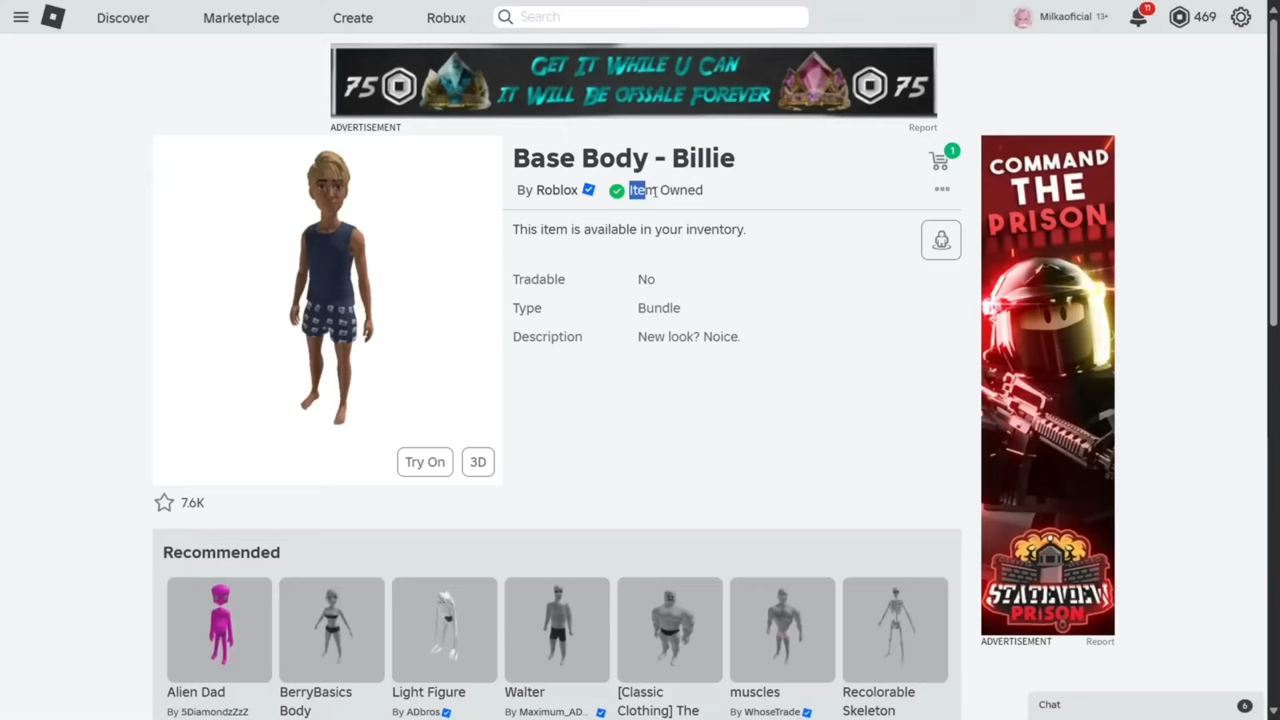 Discover
Marketplace
Create
Robux
Search
Milkaoficial 13+
11
469
75
GET IT WHILE U CAN
IT WILL BE OFSSALE FOREVER
75
ADVERTISEMENT
Report
Base Body - Billie
1
By Roblox
Item Owned
This item is available in your inventory.
Tradable No
Type Bundle
Description New look? Noice.
Try On
3D
7.6K
COMMAND
THE
PRISON
STATEVIEW
PRISON
ADVERTISEMENT
Report
Recommended
Alien Dad
By 5DiamondzZzZ
BerryBasics
Body
Light Figure
By ADbros
Walter
By Maximum_AD...
[Classic
Clothing] The
muscles
By WhoseTrade
Recolorable
Skeleton
Chat
6